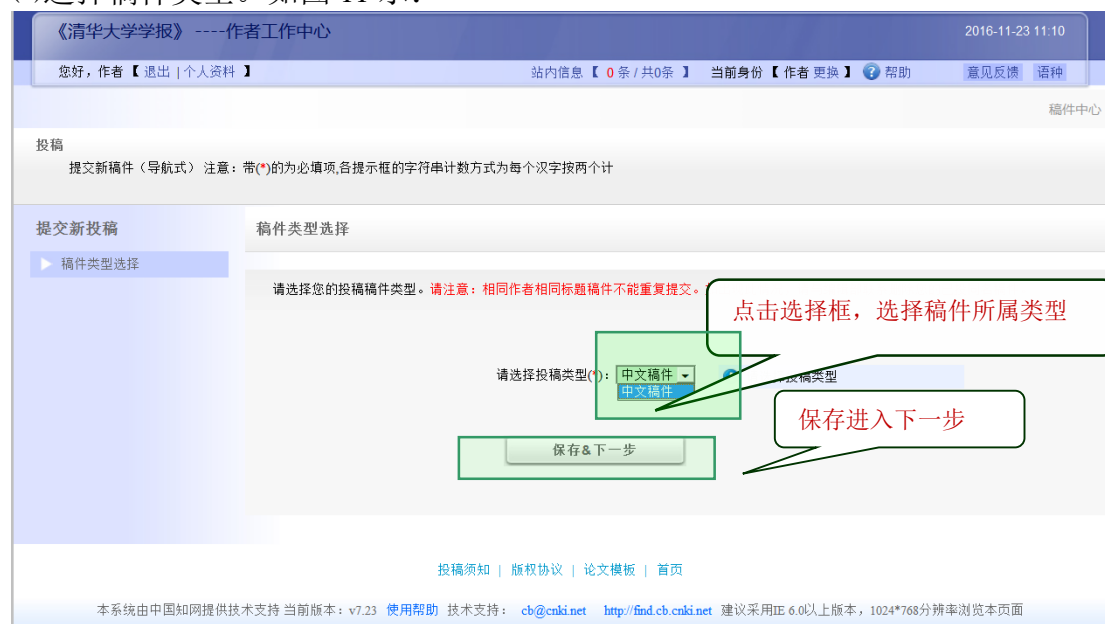 选择稿件类型。如图
《清华大学学报》 ----作者工作中心
2016-11-23 11:10
您好，作者【 退出 | 个人资料 】
站内信息【 0 条 / 共0条 】 当前身份【 作者 更换 】 帮助 意见反馈 语种
稿件中心
投稿
提交新稿件（导航式） 注意：带(*)的为必填项,各提示框的字符串计数方式为每个汉字按两个计
提交新投稿
稿件类型选择
稿件类型选择
请选择您的投稿稿件类型。请注意：相同作者相同标题稿件不能重复提交。
点击选择框，选择稿件所属类型
请选择投稿类型(*)： 中文稿件
投稿类型
中文稿件
保存进入下一步
保存&下一步
投稿须知 | 版权协议 | 论文模板 | 首页
本系统由中国知网提供技术支持 当前版本：v7.23 使用帮助 技术支持： cb@cnki.net http://find.cb.cnki.net 建议采用IE 6.0以上版本，1024*768分辨率浏览本页面